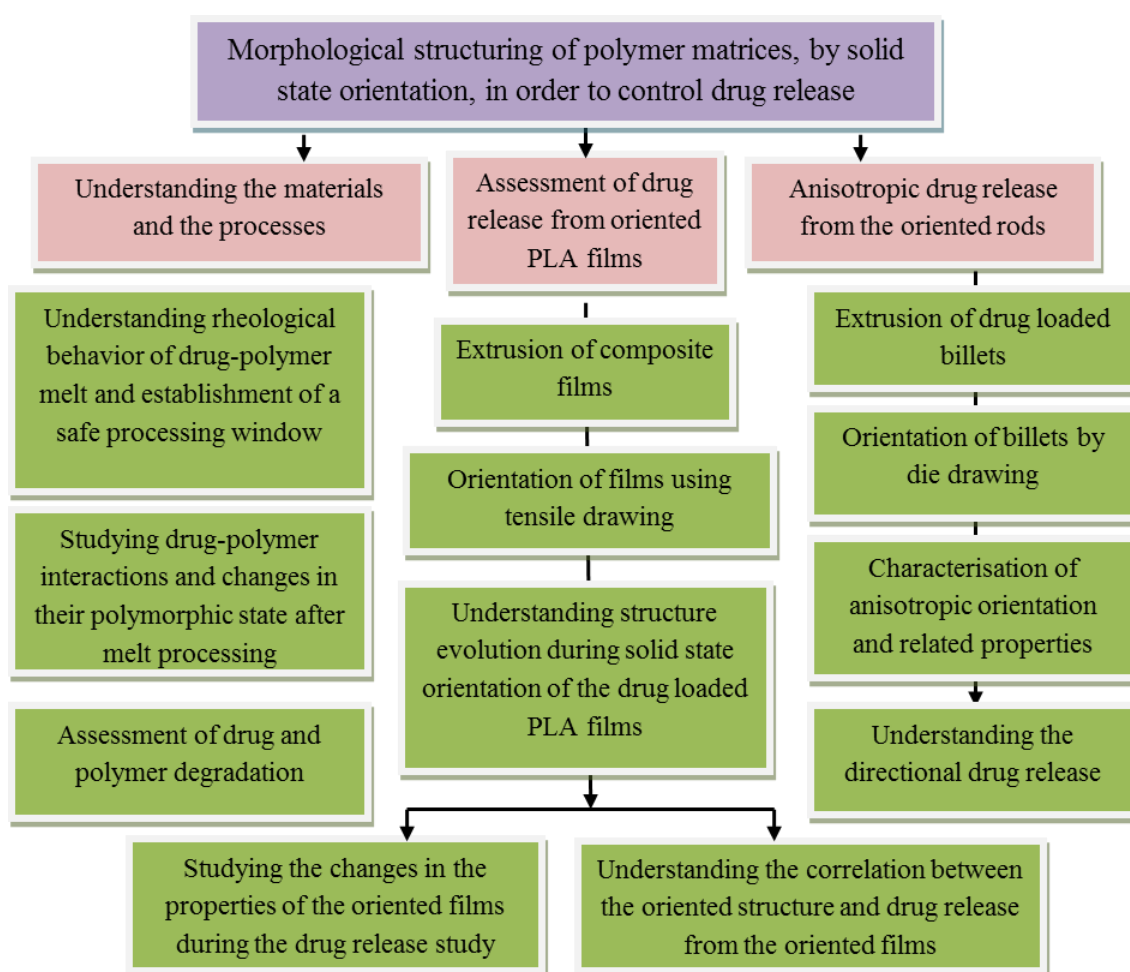 Morphological structuring of polymer matrices, by solid
state orientation, in order to control drug release
Understanding the materials
and the processes
Assessment of drug
release from oriented
PLA films
Anisotropic drug release
from the oriented rods
Understanding rheological
behavior of drug-polymer
melt and establishment of a
safe processing window
Studying drug-polymer
interactions and changes in
their polymorphic state after
melt processing
Assessment of drug and
polymer degradation
Extrusion of composite
films
Orientation of films using
tensile drawing
Understanding structure
evolution during solid state
orientation of the drug loaded
PLA films
Extrusion of drug loaded
billets
Orientation of billets by
die drawing
Characterisation of
anisotropic orientation
and related properties
Understanding the
directional drug release
Studying the changes in the
properties of the oriented films
during the drug release study
Understanding the correlation between
the oriented structure and drug release
from the oriented films